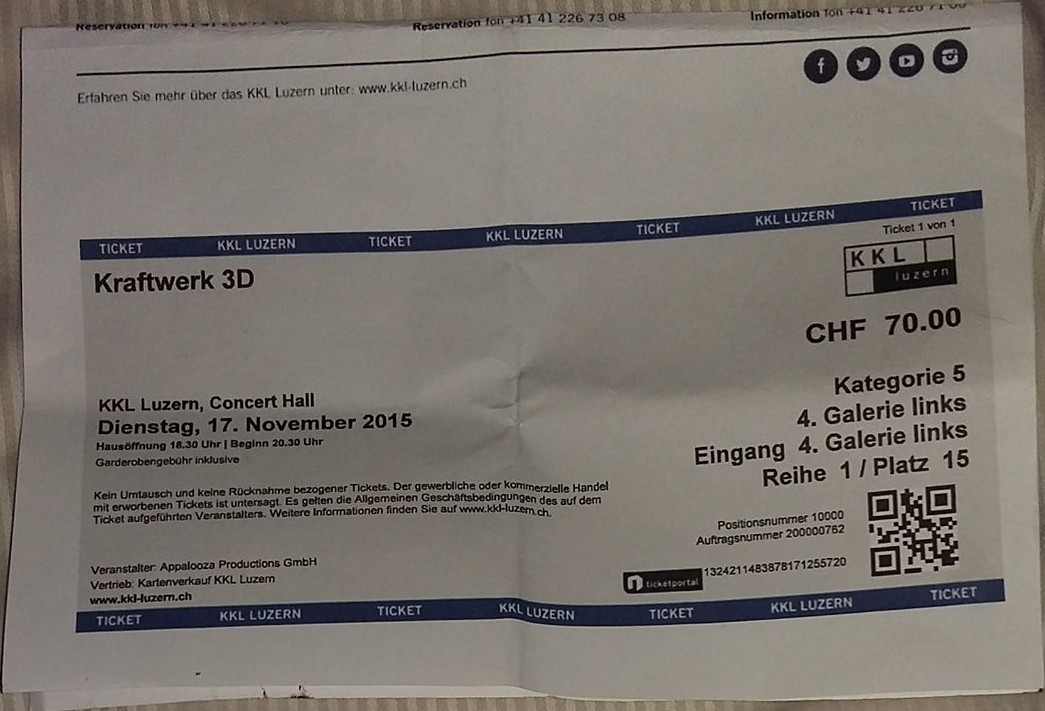 Reservation fon +41 41 226 73 08
Information fon +41 41 226 71 00
Erfahren Sie mehr über das KKL Luzern unter: www.kkl-luzern.ch
TICKET KKL LUZERN TICKET KKL LUZERN TICKET KKL LUZERN TICKET
Ticket 1 von 1
Kraftwerk 3D
KKL
luzern
CHF 70.00
Kategorie 5
4. Galerie links
Eingang 4. Galerie links
Reihe 1 / Platz 15
KKL Luzern, Concert Hall
Dienstag, 17. November 2015
Hausöffnung 18.30 Uhr | Beginn 20.30 Uhr
Garderobengebühr inklusive
Kein Umtausch und keine Rücknahme bezogener Tickets. Der gewerbliche oder kommerzielle Handel
mit erworbenen Tickets ist untersagt. Es gelten die Allgemeinen Geschäftsbedingungen des auf dem
Ticket aufgeführten Veranstalters. Weitere Informationen finden Sie auf www.kkl-luzern.ch.
Positionsnummer 10000
Auftragsnummer 200000762
Veranstalter: Appalooza Productions GmbH
Vertrieb: Kartenverkauf KKL Luzern
www.kkl-luzern.ch
ticketportal
1324211483878171255720
TICKET KKL LUZERN TICKET KKL LUZERN TICKET KKL LUZERN TICKET